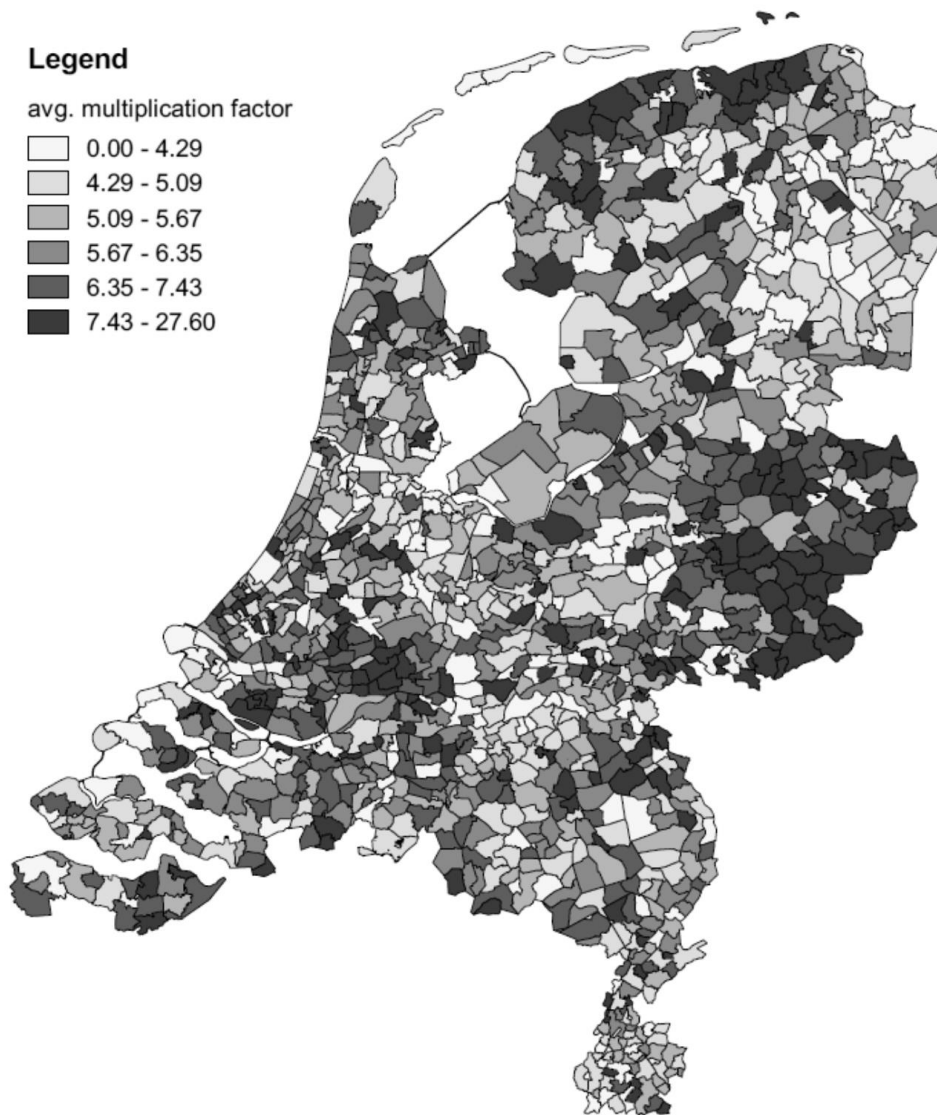 Legend
avg. multiplication factor
0.00 - 4.29
4.29 - 5.09
5.09 - 5.67
5.67 - 6.35
6.35 - 7.43
7.43 - 27.60